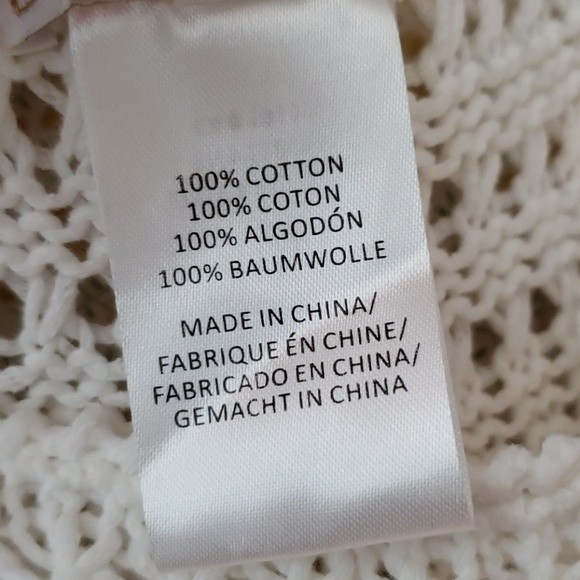 100% COTTON
100% COTON
100% ALGODÓN
100% BAUMWOLLE
MADE IN CHINA/
FABRIQUE ÉN CHINE/
FABRICADO EN CHINA/
GEMACHT IN CHINA